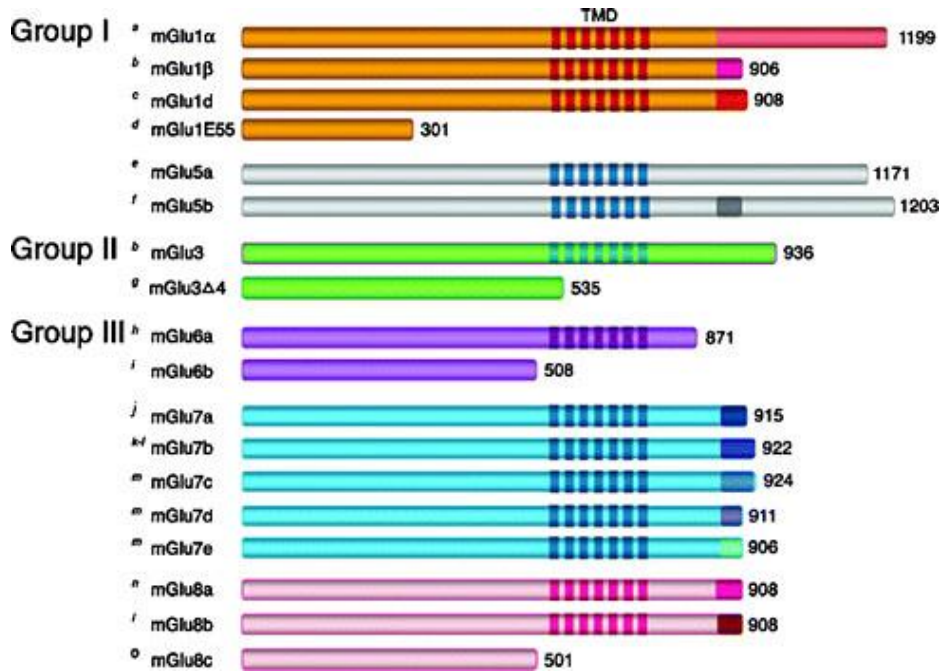 TMD
Group I a mGlu1α 1199
b mGlu1β 906
c mGlu1d 908
d mGlu1E55 301
e mGlu5a 1171
f mGlu5b 1203
Group II b mGlu3 936
g mGlu3Δ4 535
Group III h mGlu6a 871
i mGlu6b 508
j mGlu7a 915
k-l mGlu7b 922
m mGlu7c 924
m mGlu7d 911
m mGlu7e 906
n mGlu8a 908
mGlu8b 908
o mGlu8c 501